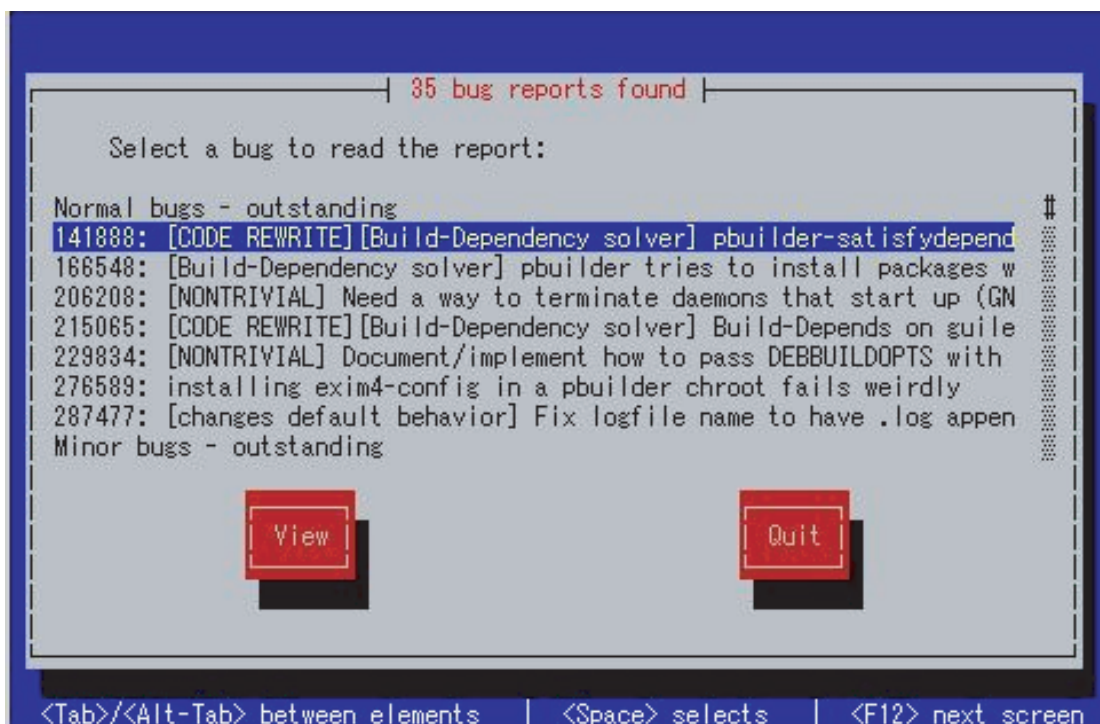 35 bug reports found
Select a bug to read the report:
Normal bugs - outstanding #
141888: [CODE REWRITE][Build-Dependency solver] pbuilder-satisfydepend
166548: [Build-Dependency solver] pbuilder tries to install packages w
206208: [NONTRIVIAL] Need a way to terminate daemons that start up (GN
215065: [CODE REWRITE][Build-Dependency solver] Build-Depends on guile
229834: [NONTRIVIAL] Document/implement how to pass DEBBUILDOPTS with
276589: installing exim4-config in a pbuilder chroot fails weirdly
287477: [changes default behavior] Fix logfile name to have .log appen
Minor bugs - outstanding
View Quit
<Tab>/<Alt-Tab> between elements | <Space> selects | <F12> next screen